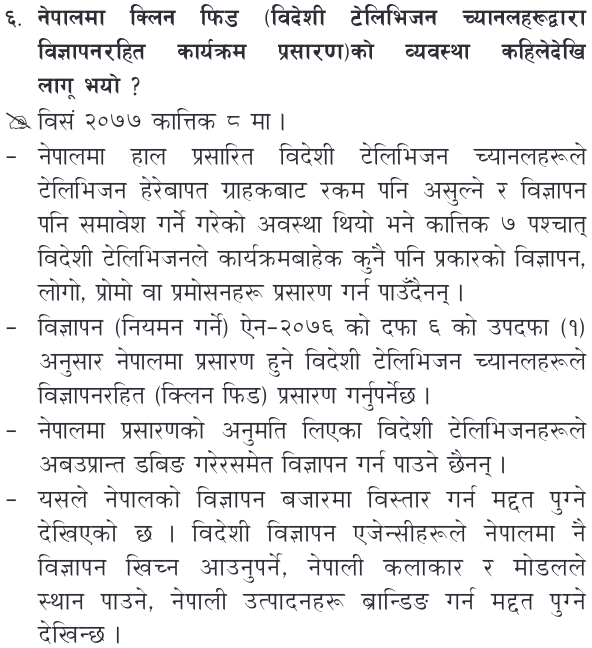 ६. नेपालमा क्लिन फिड (विदेशी टेलिभिजन च्यानलहरूद्वारा
विज्ञापनरहित कार्यक्रम प्रसारण)को व्यवस्था कहिलेदेखि
लागू भयो ?
विसं २०७७ कात्तिक ८ मा ।
– नेपालमा हाल प्रसारित विदेशी टेलिभिजन च्यानलहरूले
टेलिभिजन हेरेबापत ग्राहकबाट रकम पनि असुल्ने र विज्ञापन
पनि समावेश गर्ने गरेको अवस्था थियो भने कात्तिक ७ पश्चात्
विदेशी टेलिभिजनले कार्यक्रमबाहेक कुनै पनि प्रकारको विज्ञापन,
लोगो, प्रोमो वा प्रमोसनहरू प्रसारण गर्न पाउँदैनन् ।
– विज्ञापन (नियमन गर्ने) ऐन–२०७६ को दफा ६ को उपदफा (१)
अनुसार नेपालमा प्रसारण हुने विदेशी टेलिभिजन च्यानलहरूले
विज्ञापनरहित (क्लिन फिड) प्रसारण गर्नुपर्नेछ ।
– नेपालमा प्रसारणको अनुमति लिएका विदेशी टेलिभिजनहरूले
अबउप्रान्त डबिङ गरेरसमेत विज्ञापन गर्न पाउने छैनन् ।
– यसले नेपालको विज्ञापन बजारमा विस्तार गर्न मद्दत पुग्ने
देखिएको छ । विदेशी विज्ञापन एजेन्सीहरूले नेपालमा नै
विज्ञापन खिच्न आउनुपर्ने, नेपाली कलाकार र मोडलले
स्थान पाउने, नेपाली उत्पादनहरू ब्रान्डिङ गर्न मद्दत पुग्ने
देखिन्छ ।